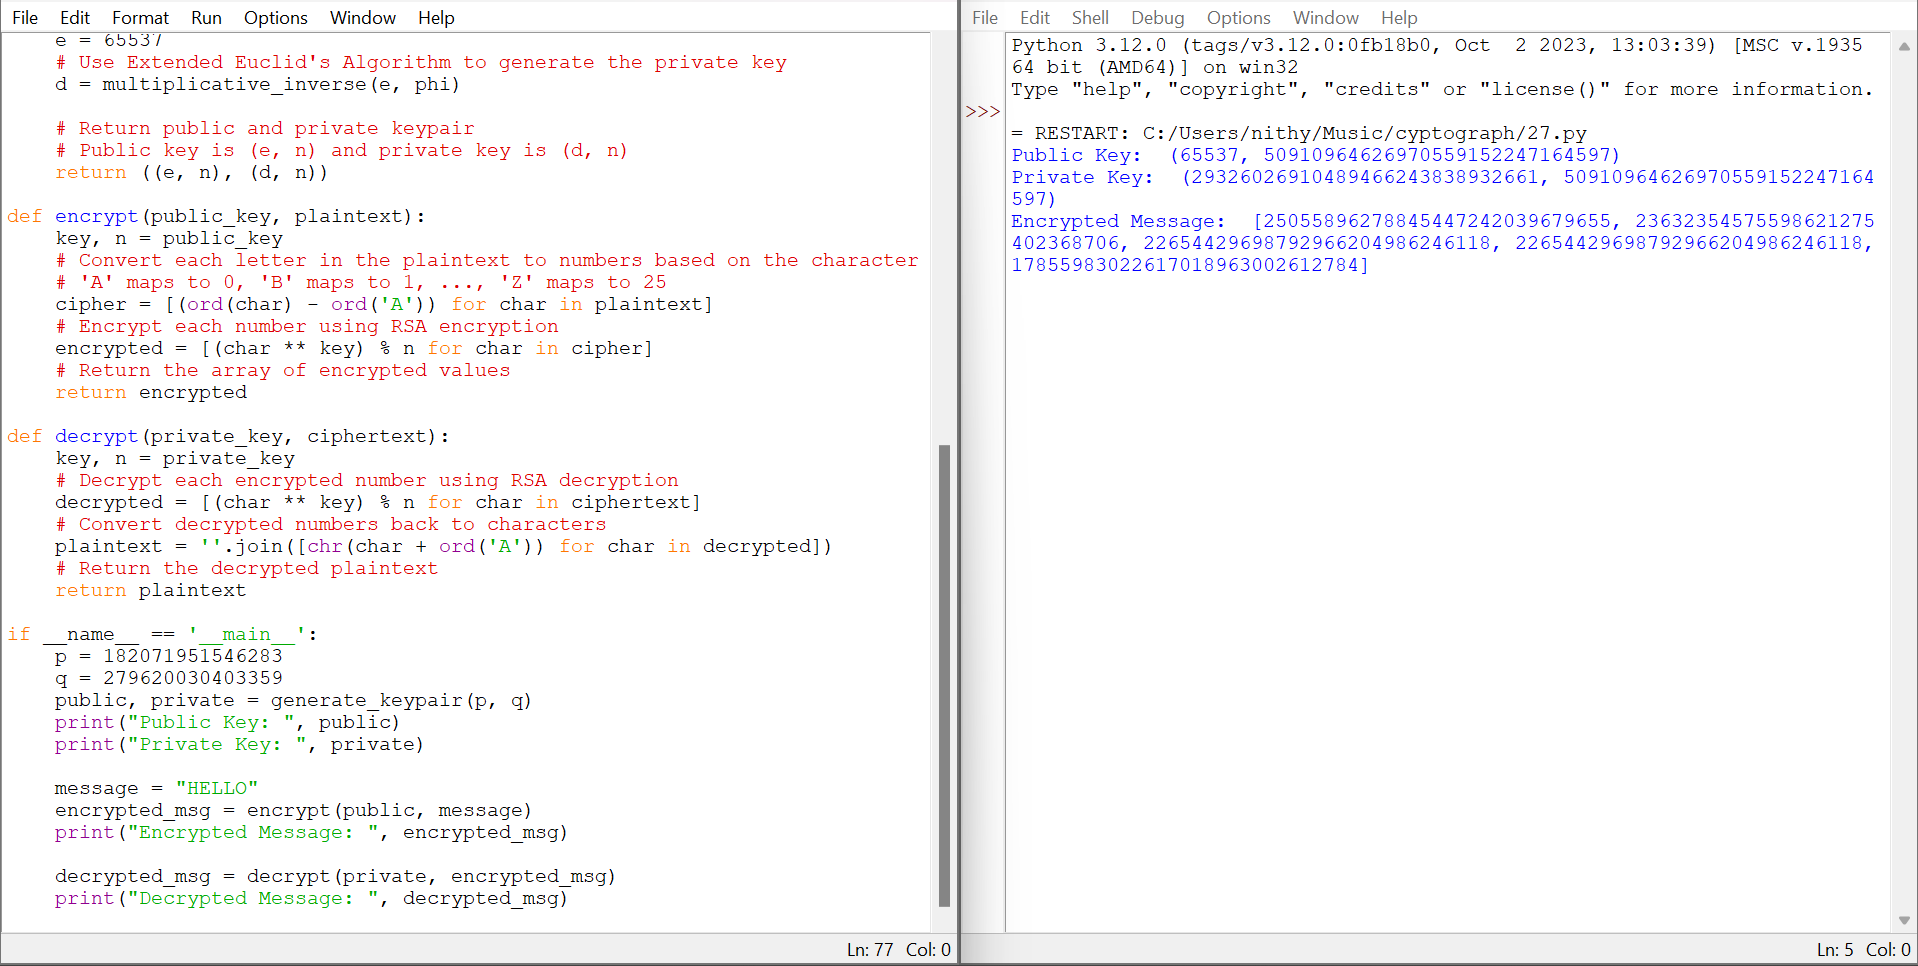 File Edit Format Run Options Window Help
e = 65537
# Use Extended Euclid's Algorithm to generate the private key
d = multiplicative_inverse(e, phi)
# Return public and private keypair
# Public key is (e, n) and private key is (d, n)
return ((e, n), (d, n))
def encrypt(public_key, plaintext):
key, n = public_key
# Convert each letter in the plaintext to numbers based on the character
# 'A' maps to 0, 'B' maps to 1, ..., 'Z' maps to 25
cipher = [(ord(char) - ord('A')) for char in plaintext]
# Encrypt each number using RSA encryption
encrypted = [(char ** key) % n for char in cipher]
# Return the array of encrypted values
return encrypted
def decrypt(private_key, ciphertext):
key, n = private_key
# Decrypt each encrypted number using RSA decryption
decrypted = [(char ** key) % n for char in ciphertext]
# Convert decrypted numbers back to characters
plaintext = ''.join([chr(char + ord('A')) for char in decrypted])
# Return the decrypted plaintext
return plaintext
if __name__ == '__main__':
p = 182071951546283
q = 279620030403359
public, private = generate_keypair(p, q)
print("Public Key: ", public)
print("Private Key: ", private)
message = "HELLO"
encrypted_msg = encrypt(public, message)
print("Encrypted Message: ", encrypted_msg)
decrypted_msg = decrypt(private, encrypted_msg)
print("Decrypted Message: ", decrypted_msg)
Ln: 77 Col: 0
File Edit Shell Debug Options Window Help
Python 3.12.0 (tags/v3.12.0:0fb18b0, Oct 2 2023, 13:03:39) [MSC v.1935
64 bit (AMD64)] on win32
Type "help", "copyright", "credits" or "license()" for more information.
>>>
= RESTART: C:/Users/nithy/Music/cyptograph/27.py
Public Key: (65537, 50910964626970559152247164597)
Private Key: (29326026910489466243838932661, 50910964626970559152247164
597)
Encrypted Message: [25055896278845447242039679655, 23632354575598621275
402368706, 22654429698792966204986246118, 22654429698792966204986246118,
17855983022617018963002612784]
Ln: 5 Col: 0